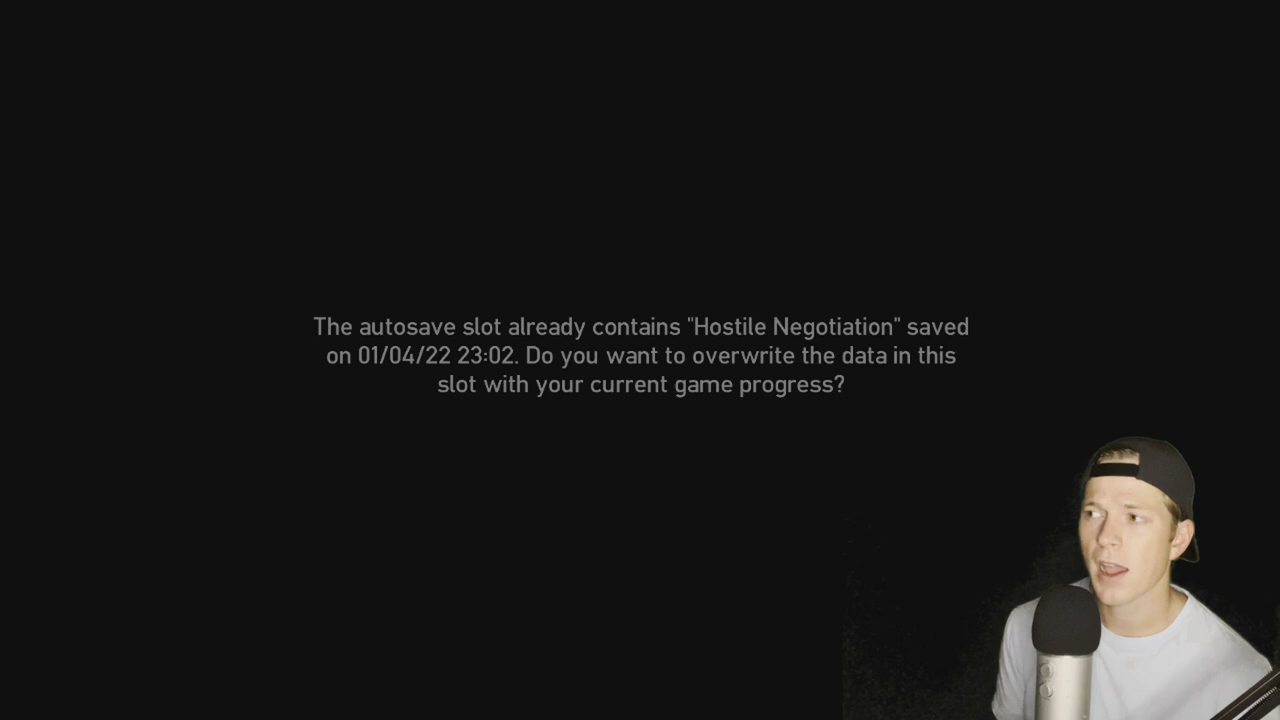 The autosave slot already contains "Hostile Negotiation" saved
on 01/04/22 23:02. Do you want to overwrite the data in this
slot with your current game progress?